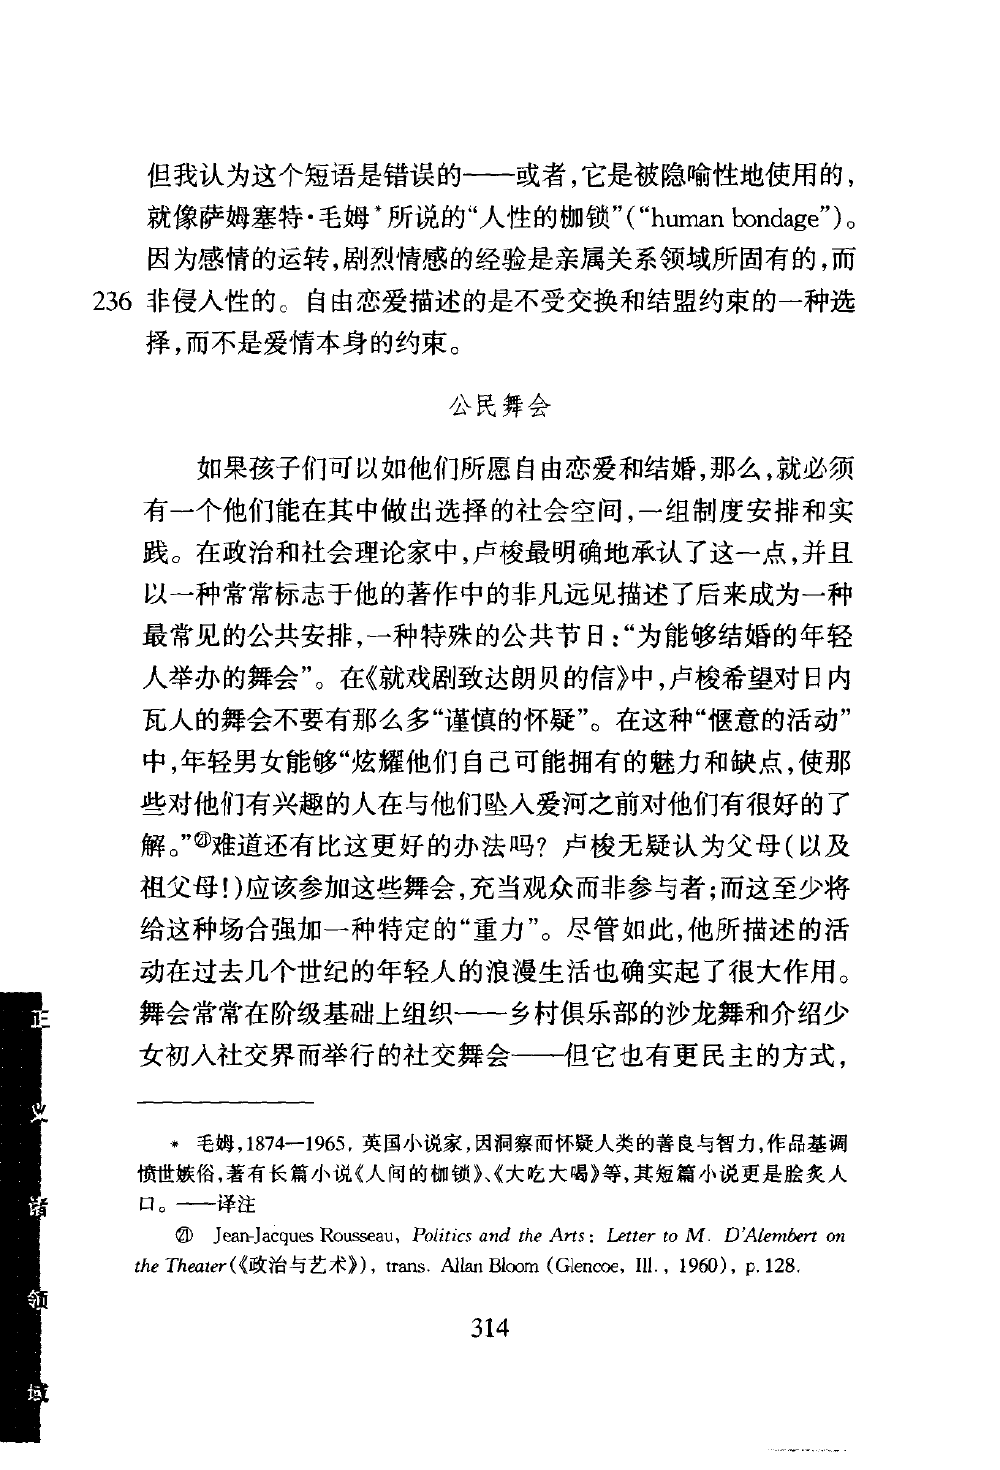 但我认为这个短语是错误的——或者,它是被隐喻性地使用的,
就像萨姆塞特·毛姆*所说的“人性的枷锁”(“human bondage”)。
因为感情的运转,剧烈情感的经验是亲属关系领域所固有的,而
236 非侵入性的。自由恋爱描述的是不受交换和结盟约束的一种选
择,而不是爱情本身的约束。
公民舞会
如果孩子们可以如他们所愿自由恋爱和结婚,那么,就必须
有一个他们能在其中做出选择的社会空间,一组制度安排和实
践。在政治和社会理论家中,卢梭最明确地承认了这一点,并且
以一种常常标志于他的著作中的非凡远见描述了后来成为一种
最常见的公共安排,一种特殊的公共节日:“为能够结婚的年轻
人举办的舞会”。在《就戏剧致达朗贝的信》中,卢梭希望对日内
瓦人的舞会不要有那么多“谨慎的怀疑”。在这种“惬意的活动”
中,年轻男女能够“炫耀他们自己可能拥有的魅力和缺点,使那
些对他们有兴趣的人在与他们坠入爱河之前对他们有很好的了
解。”㉑难道还有比这更好的办法吗?卢梭无疑认为父母(以及
祖父母!)应该参加这些舞会,充当观众而非参与者;而这至少将
给这种场合强加一种特定的“重力”。尽管如此,他所描述的活
动在过去几个世纪的年轻人的浪漫生活也确实起了很大作用。
舞会常常在阶级基础上组织——乡村俱乐部的沙龙舞和介绍少
女初入社交界而举行的社交舞会——但它也有更民主的方式,
* 毛姆,1874—1965, 英国小说家,因洞察而怀疑人类的善良与智力,作品基调
愤世嫉俗,著有长篇小说《人间的枷锁》、《大吃大喝》等,其短篇小说更是脍炙人
口。——译注
㉑ Jean-Jacques Rousseau, Politics and the Arts: Letter to M. D'Alembert on
the Theater(《政治与艺术》), trans. Allan Bloom (Glencoe, Ill., 1960), p.128.
314
正
义
诸
领
域